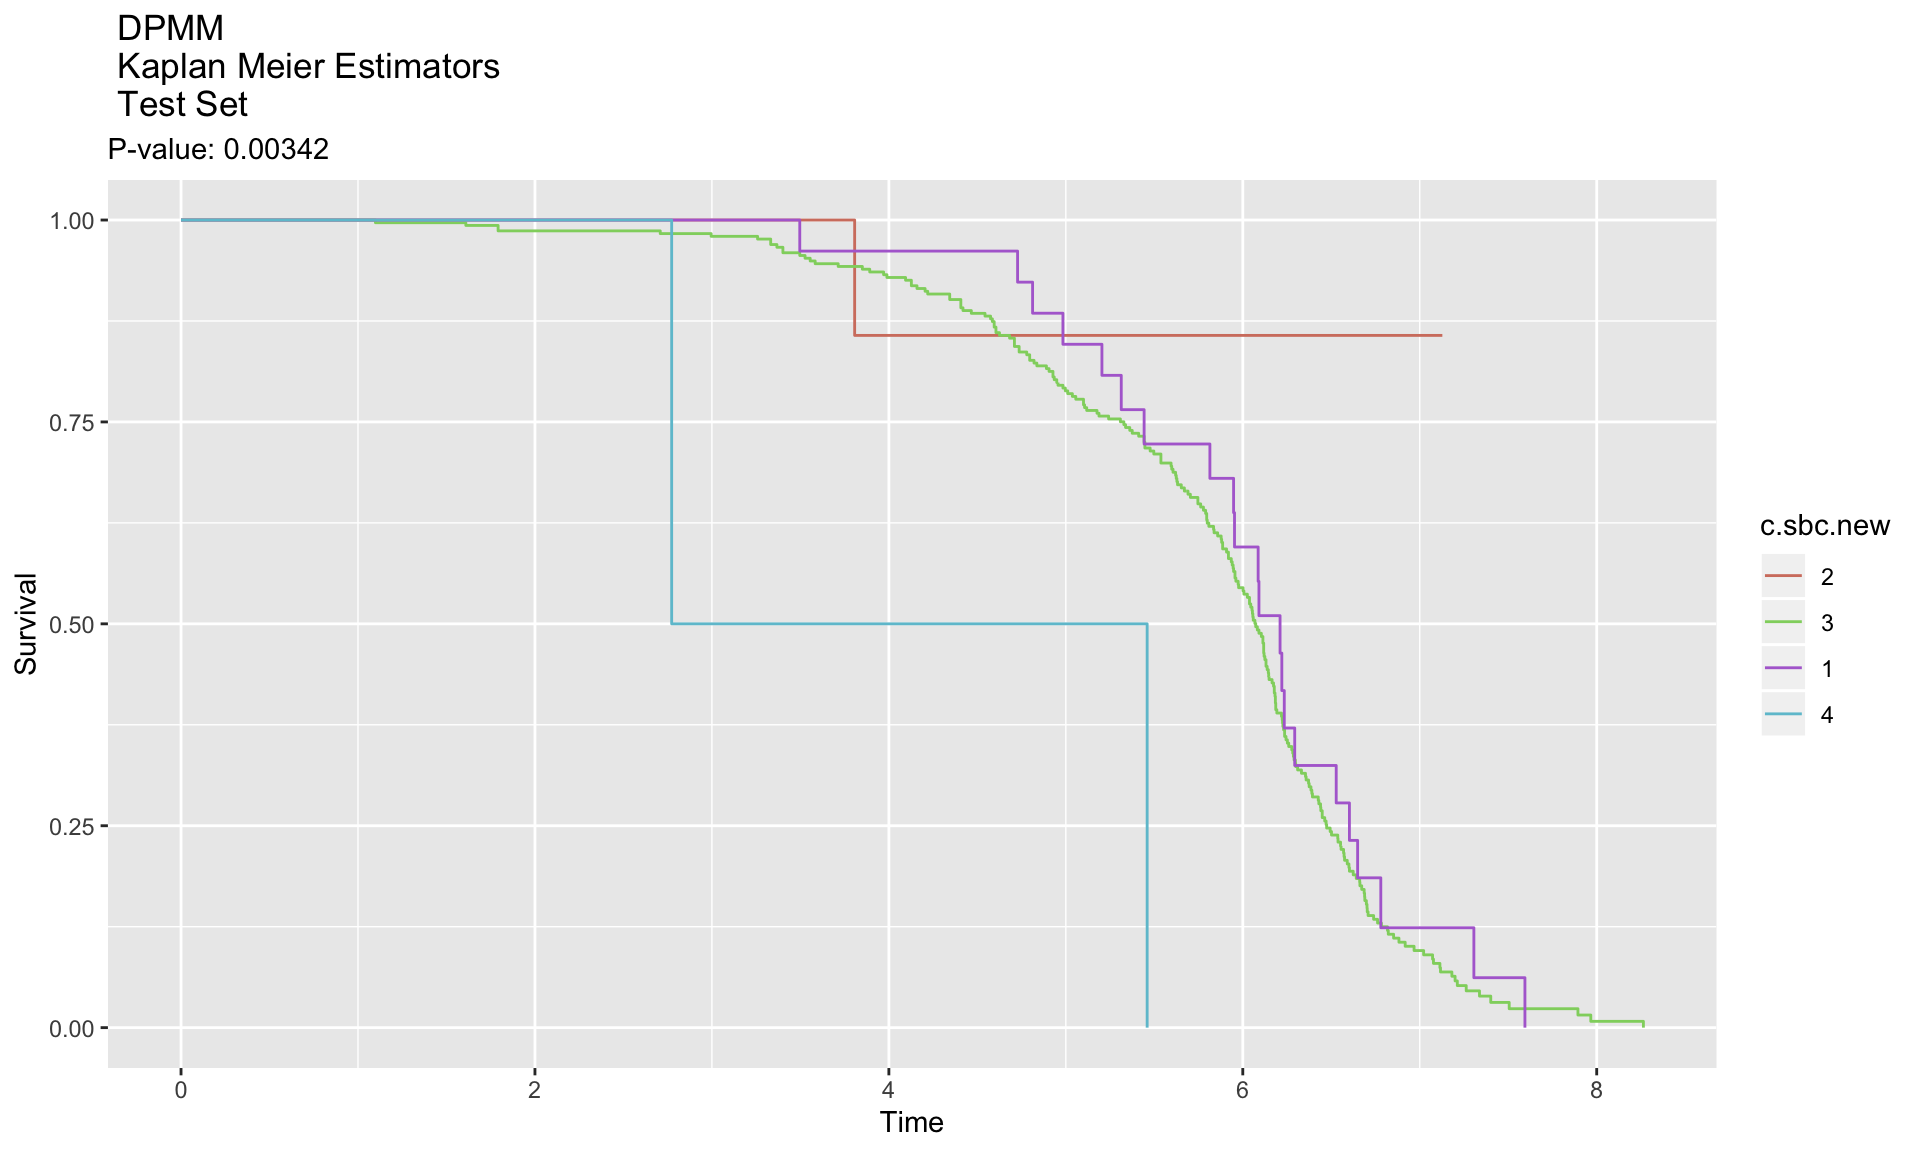 DPMM
Kaplan Meier Estimators
Test Set
P-value: 0.00342
1.00
0.75
0.50
0.25
0.00
Survival
0 2 4 6 8
Time
c.sbc.new
2
3
1
4